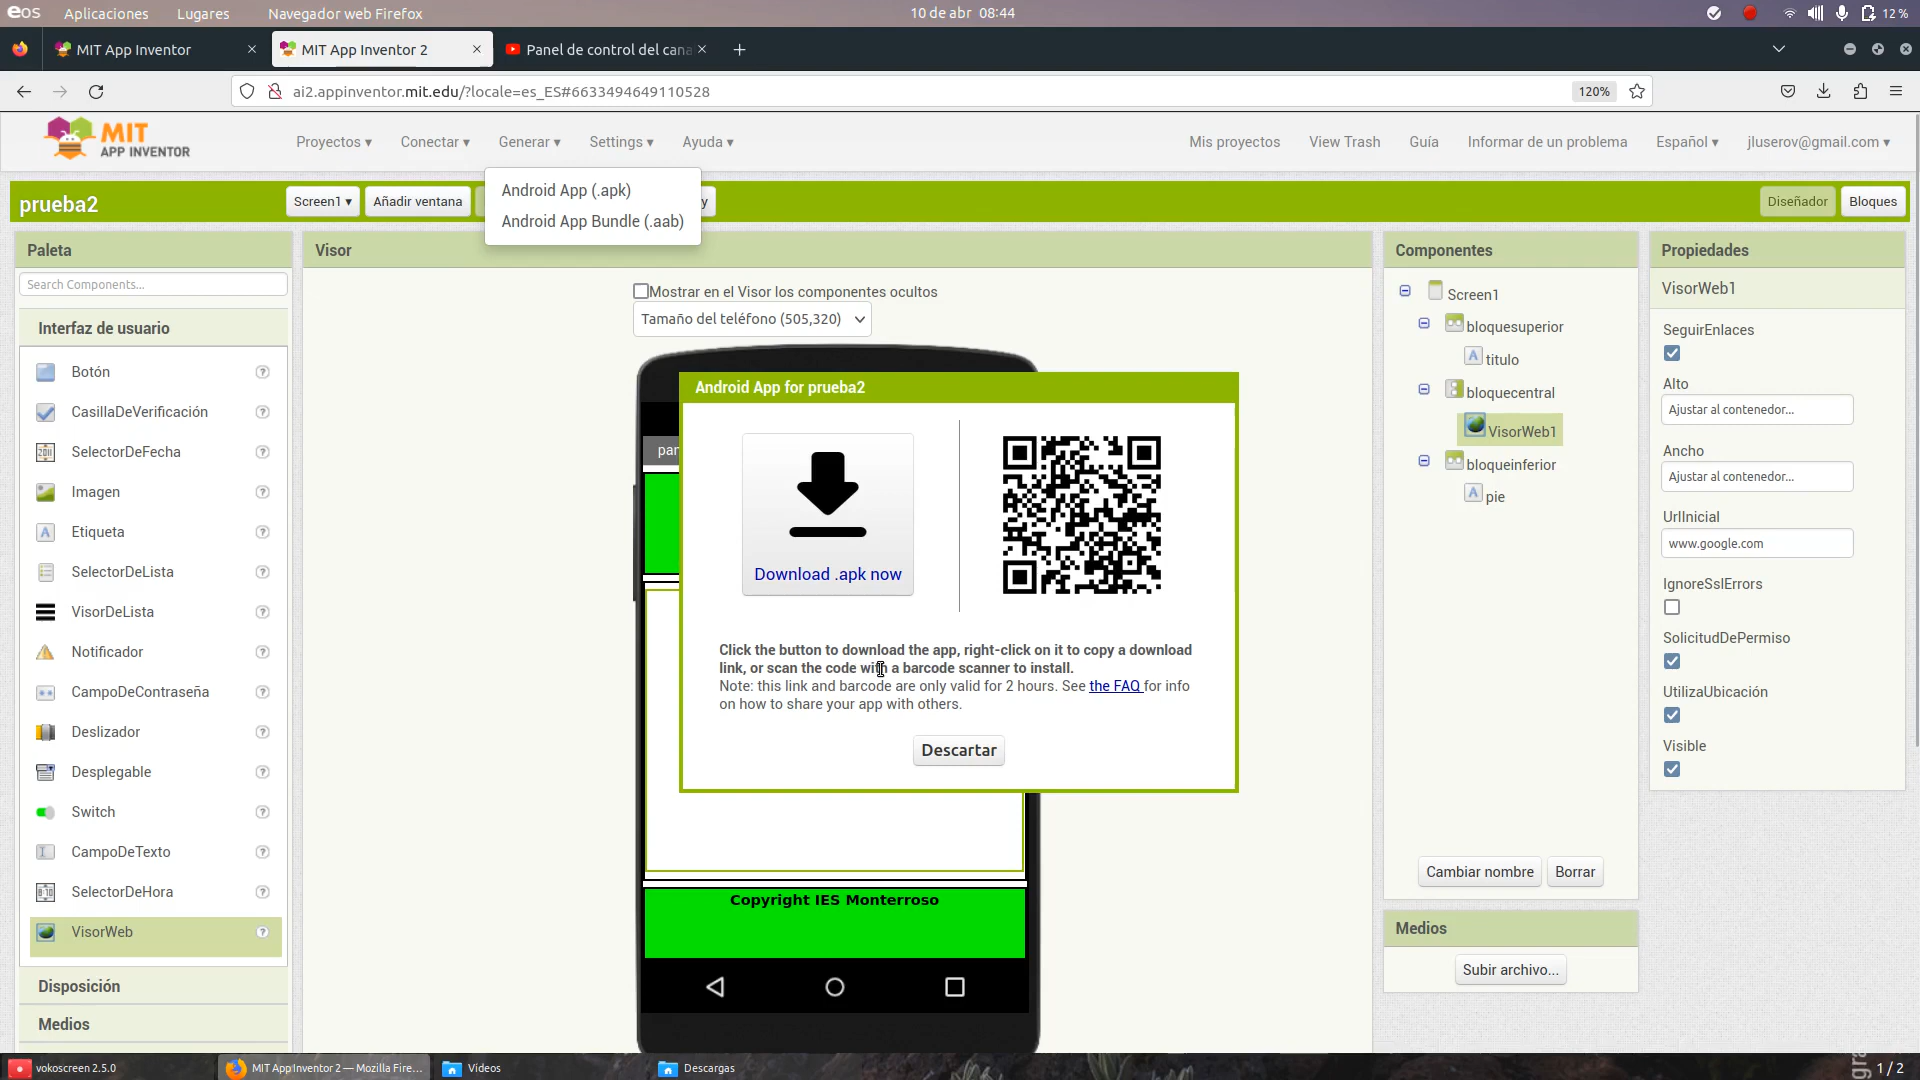 eos Aplicaciones Lugares Navegador web Firefox 10 de abr 08:44 12 %
MIT App Inventor MIT App Inventor 2 Panel de control del cana
ai2.appinventor.mit.edu/?locale=es_ES#6633494649110528 120%
MIT
APP INVENTOR
Proyectos ▾ Conectar ▾ Generar ▾ Settings ▾ Ayuda ▾ Mis proyectos View Trash Guía Informar de un problema Español ▾ jluserov@gmail.com ▾
Android App (.apk)
Android App Bundle (.aab)
prueba2 Screen1 ▾ Añadir ventana y Diseñador Bloques
Paleta
Search Components...
Interfaz de usuario
Botón
CasillaDeVerificación
SelectorDeFecha
Imagen
Etiqueta
SelectorDeLista
VisorDeLista
Notificador
CampoDeContraseña
Deslizador
Desplegable
Switch
CampoDeTexto
SelectorDeHora
VisorWeb
Disposición
Medios
Visor
Mostrar en el Visor los componentes ocultos
Tamaño del teléfono (505,320)
pan
Android App for prueba2
Download .apk now
Click the button to download the app, right-click on it to copy a download
link, or scan the code with a barcode scanner to install.
Note: this link and barcode are only valid for 2 hours. See the FAQ for info
on how to share your app with others.
Descartar
Copyright IES Monterroso
Componentes
Screen1
bloquesuperior
titulo
bloquecentral
VisorWeb1
bloqueinferior
pie
Cambiar nombre Borrar
Medios
Subir archivo...
Propiedades
VisorWeb1
SeguirEnlaces
Alto
Ajustar al contenedor...
Ancho
Ajustar al contenedor...
UrlInicial
www.google.com
IgnoreSslErrors
SolicitudDePermiso
UtilizaUbicación
Visible
vokoscreen 2.5.0 MIT App Inventor 2 — Mozilla Fire... Vídeos Descargas 1 / 2